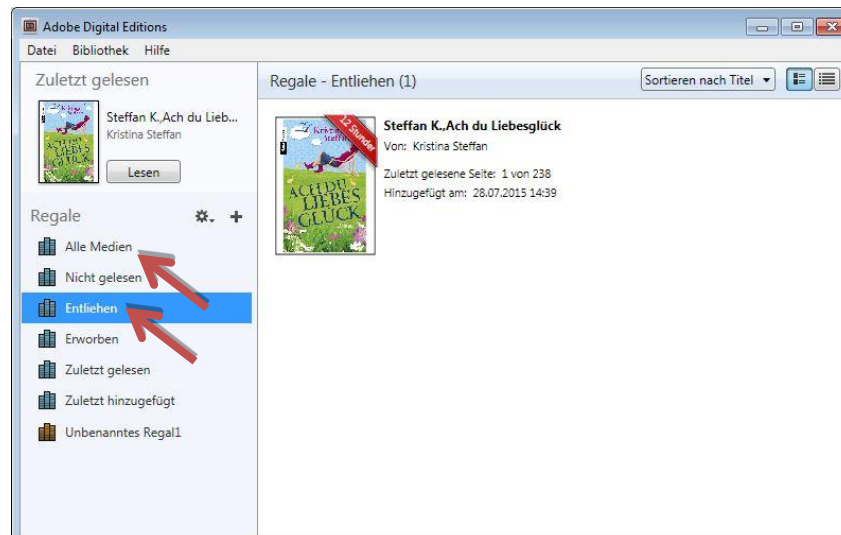 Adobe Digital Editions
Datei Bibliothek Hilfe
Zuletzt gelesen
Steffan K.,Ach du Lieb...
Kristina Steffan
Lesen
Regale
Alle Medien
Nicht gelesen
Entliehen
Erworben
Zuletzt gelesen
Zuletzt hinzugefügt
Unbenanntes Regal1
Regale - Entliehen (1)
Sortieren nach Titel
12 Stunden
ACH DU
LIEBES
GLÜCK
Steffan K.,Ach du Liebesglück
Von: Kristina Steffan
Zuletzt gelesene Seite: 1 von 238
Hinzugefügt am: 28.07.2015 14:39